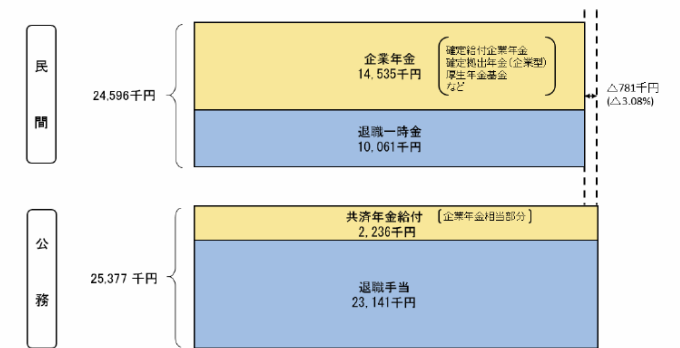 民間
24,596千円
企業年金
14,535千円
確定給付企業年金
確定拠出年金(企業型)
厚生年金基金
など
退職一時金
10,061千円
△781千円
(△3.08%)
公務
25,377 千円
共済年金給付
[企業年金相当部分]
2,236千円
退職手当
23,141千円